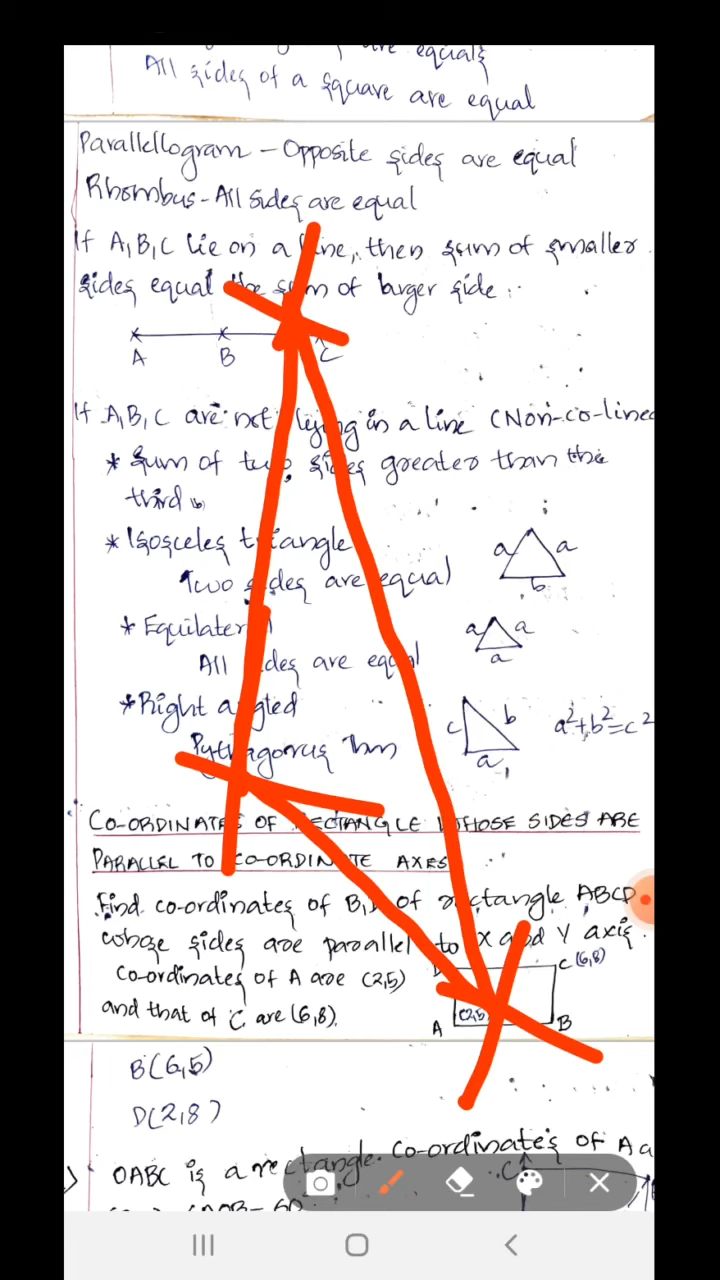 are equals
All sides of a square are equal
Parallellogram - Opposite sides are equal
Rhombus - All sides are equal
If A,B,C lie on a line, then sum of smaller
sides equal the sum of larger side.
A B C
If A,B,C are not lying in a line (Non-co-linea
* Sum of two sides greater than the
third
* Isosceles triangle
Two sides are equal
a a
b
* Equilateral
All sides are equal
a a
a
* Right angled
Pythagorus Thm
c b
a
a²+b²=c²
CO-ORDINATES OF RECTANGLE WHOSE SIDES ARE
PARALLEL TO CO-ORDINATE AXES
Find co-ordinates of B,D of rectangle ABCD
whose sides are parallel to X and Y axis.
Co-ordinates of A are (2,5)
and that of C are (6,8).
D C (6,8)
(2,5)
A B
B(6,5)
D(2,8)
OABC is a rectangle. Co-ordinates of A a
C